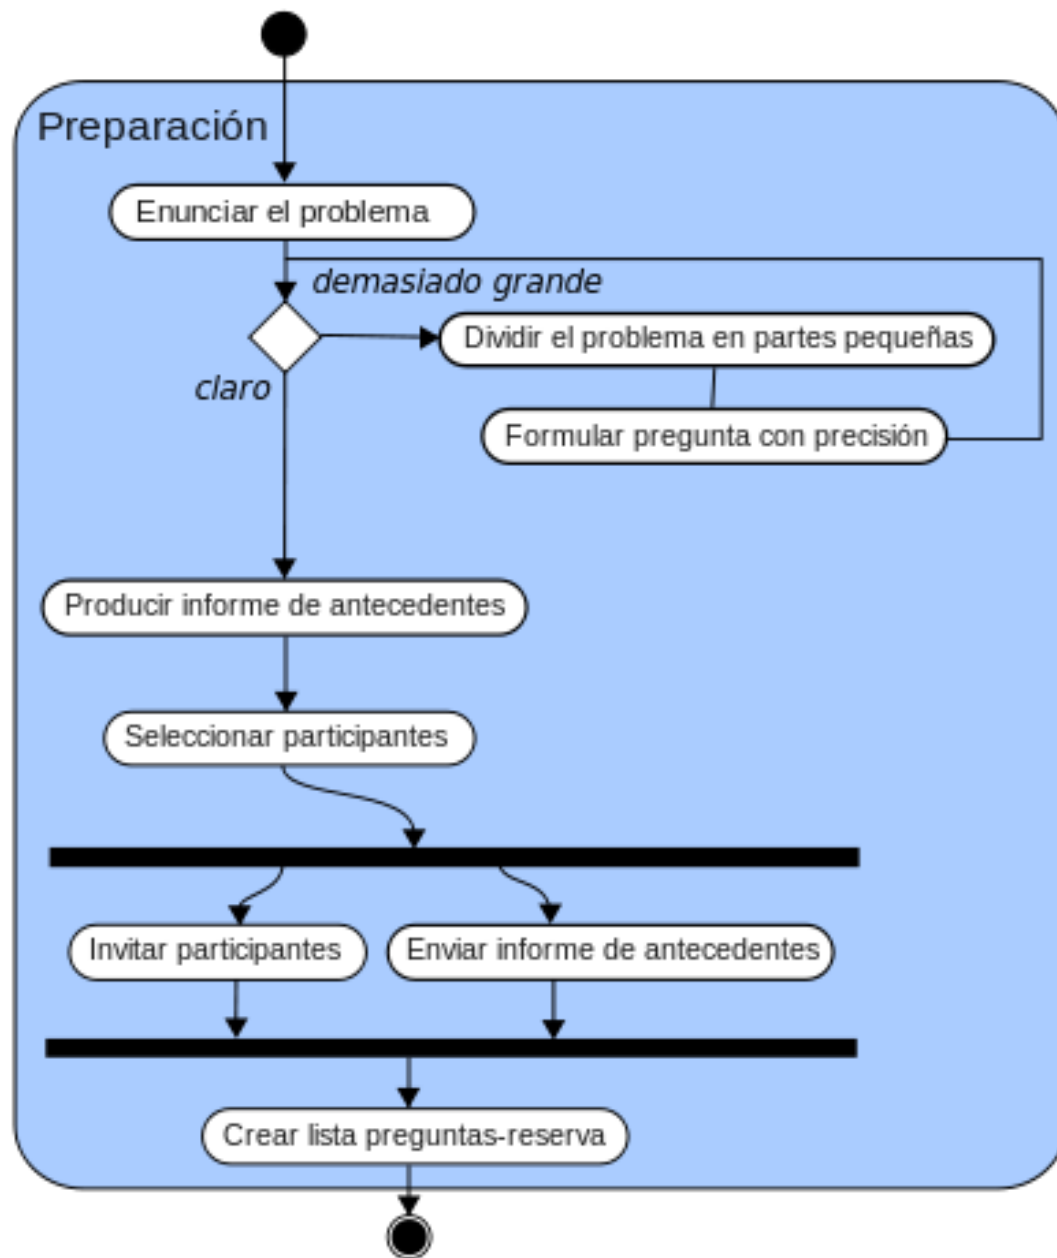 Preparación
Enunciar el problema
demasiado grande
Dividir el problema en partes pequeñas
claro
Formular pregunta con precisión
Producir informe de antecedentes
Seleccionar participantes
Invitar participantes
Enviar informe de antecedentes
Crear lista preguntas-reserva